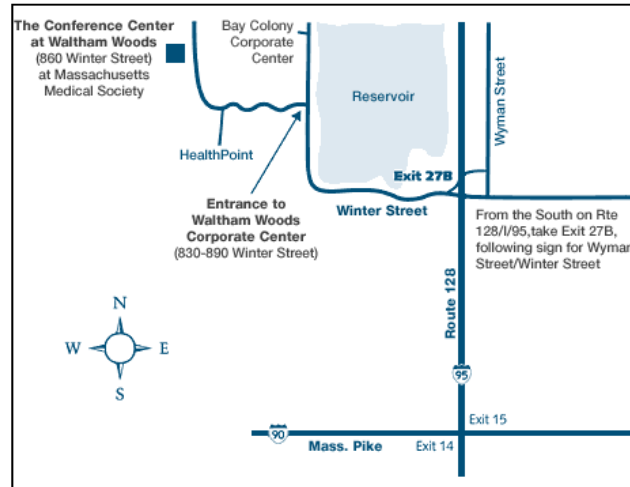 The Conference Center
at Waltham Woods
(860 Winter Street)
at Massachusetts
Medical Society
Bay Colony
Corporate
Center
Reservoir
Wyman Street
HealthPoint
Exit 27B
Entrance to
Waltham Woods
Corporate Center
(830-890 Winter Street)
Winter Street
From the South on Rte
128/I/95,take Exit 27B,
following sign for Wyman
Street/Winter Street
Route 128
N
W
E
S
95
Exit 15
90
Mass. Pike
Exit 14